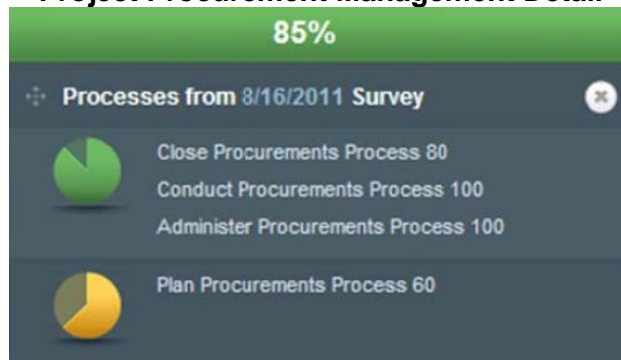 Project Procurement Management Detail
85%
Processes from 8/16/2011 Survey
Close Procurements Process 80
Conduct Procurements Process 100
Administer Procurements Process 100
Plan Procurements Process 60